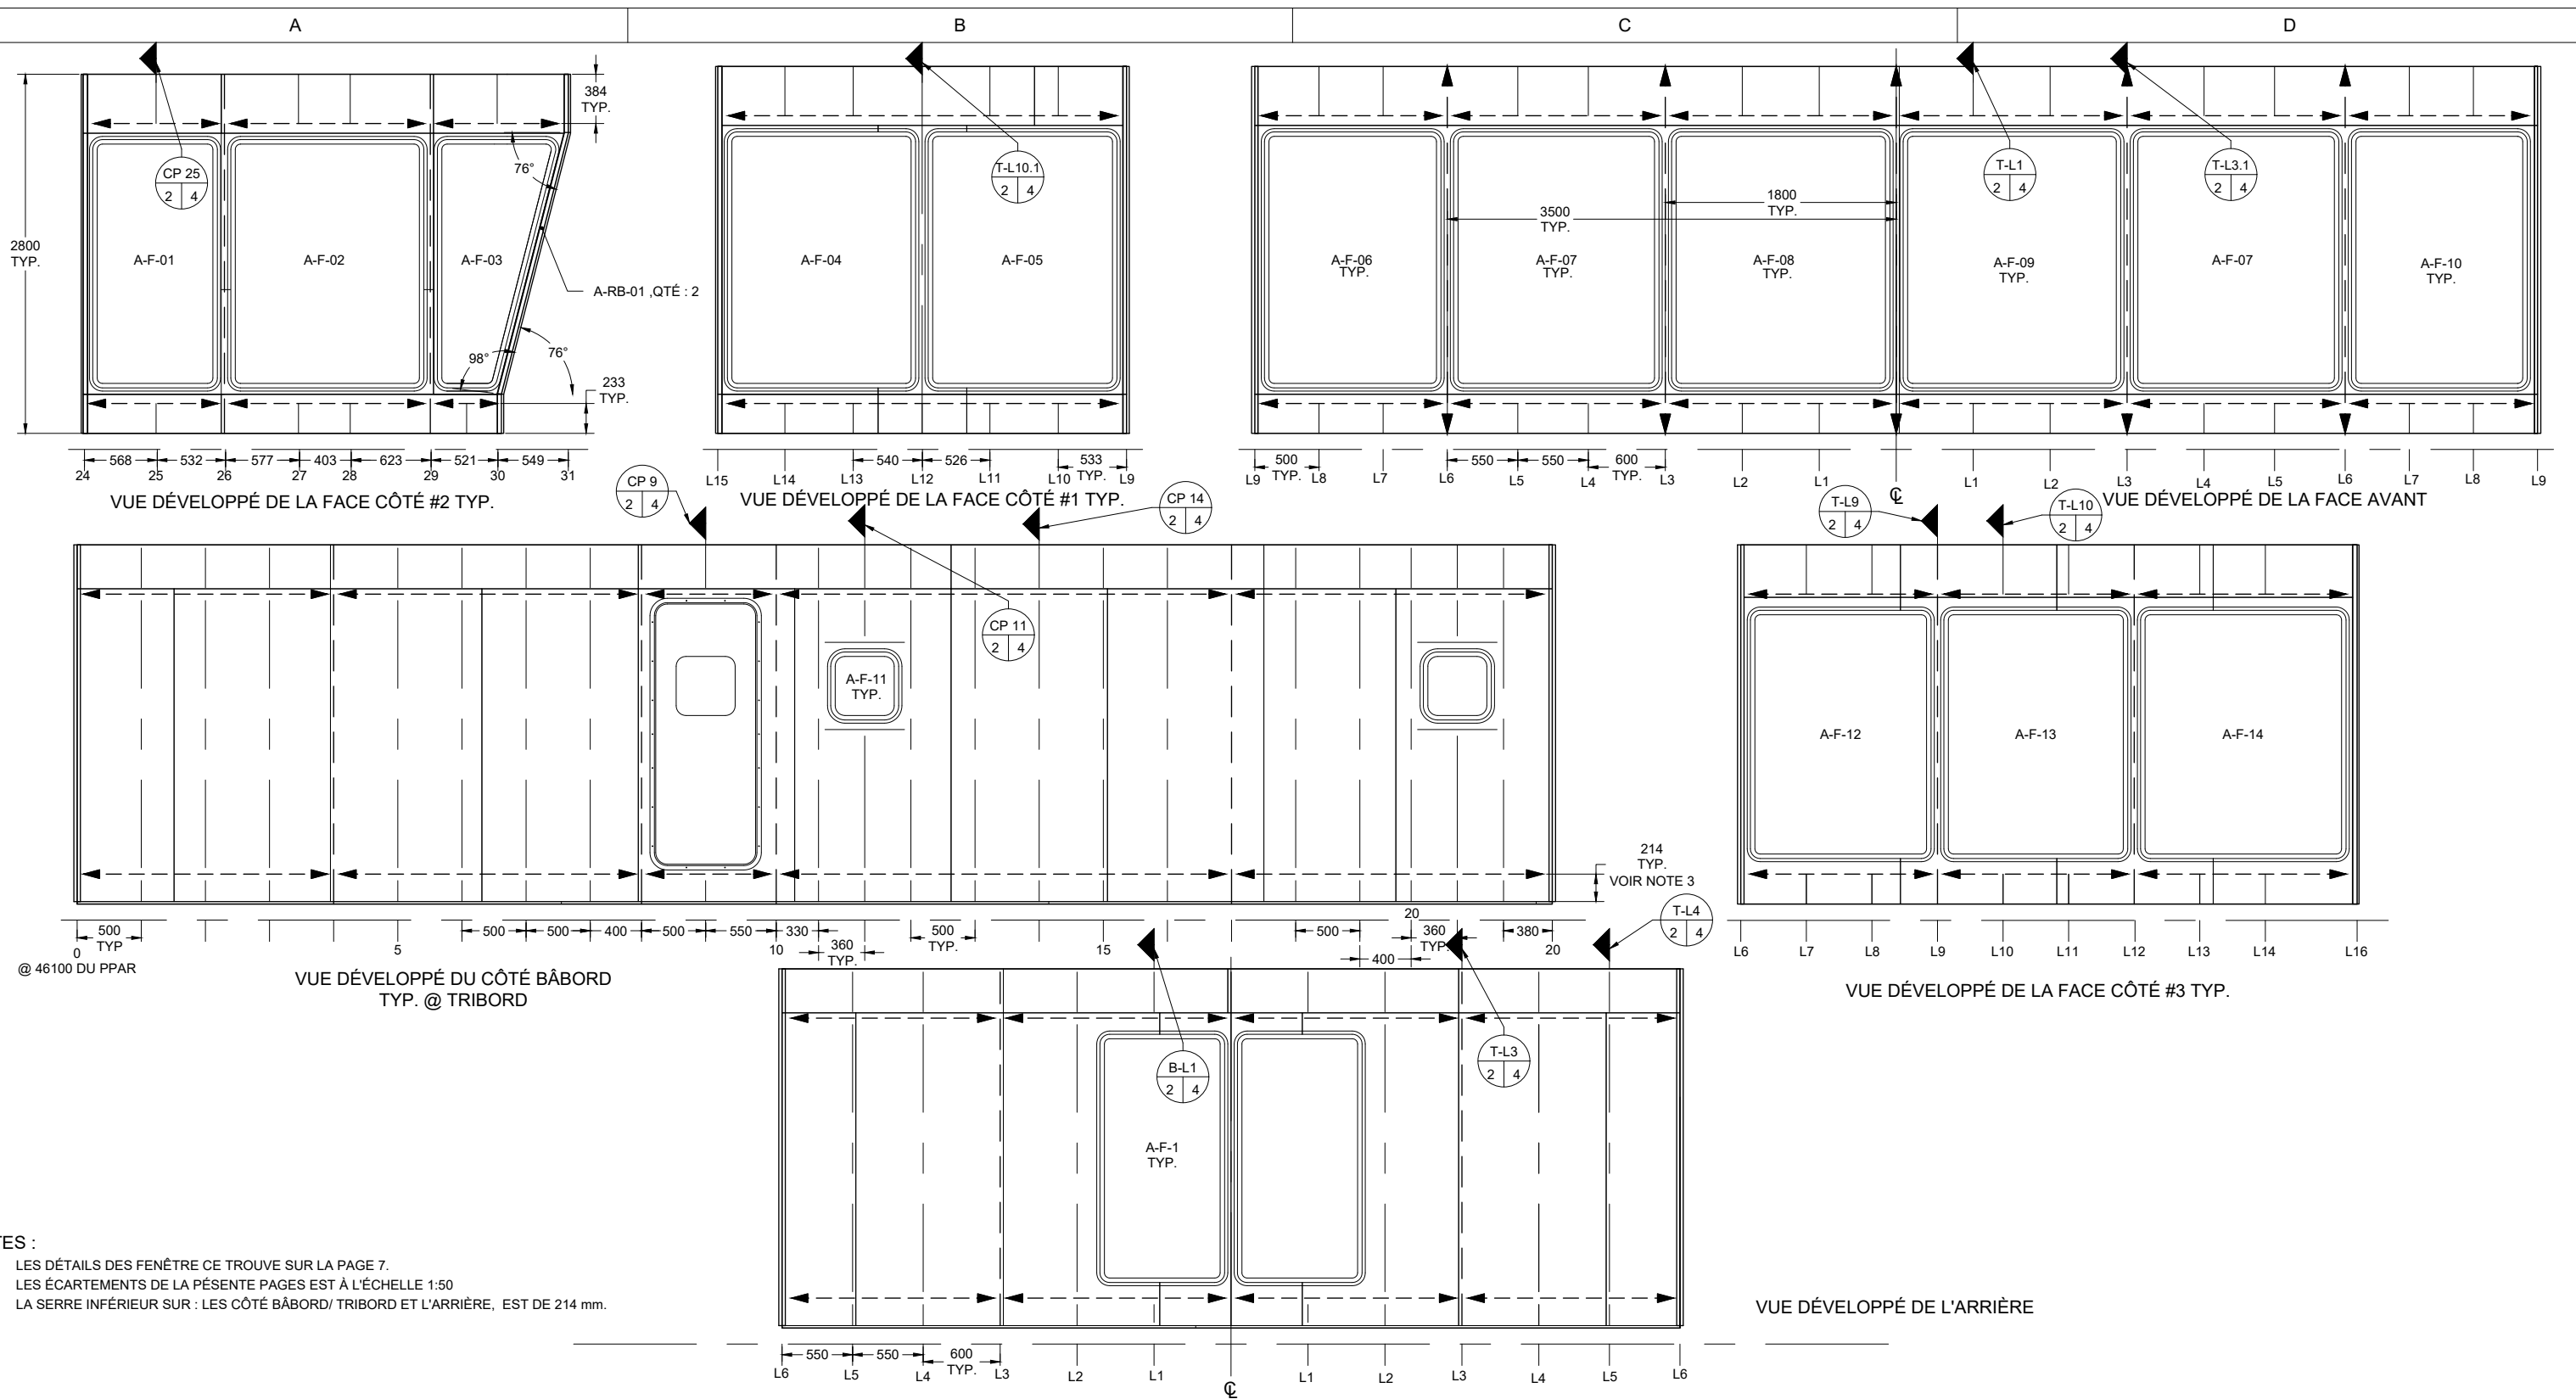 A
B
C
D
384
TYP.
2800
TYP.
CP 25
2 4
76°
A-F-01
A-F-02
A-F-03
A-RB-01 ,QTÉ : 2
98°
76°
233
TYP.
568
532
577
403
623
521
549
24
25
26
27
28
29
30
31
VUE DÉVELOPPÉ DE LA FACE CÔTÉ #2 TYP.
T-L10.1
2 4
A-F-04
A-F-05
540
526
533
TYP.
L15
L14
L13
L12
L11
L10
L9
VUE DÉVELOPPÉ DE LA FACE CÔTÉ #1 TYP.
T-L1
2 4
T-L3.1
2 4
1800
TYP.
3500
TYP.
A-F-06
TYP.
A-F-07
TYP.
A-F-08
TYP.
A-F-09
TYP.
A-F-07
A-F-10
TYP.
500
TYP.
550
550
600
TYP.
L9
L8
L7
L6
L5
L4
L3
L2
L1
℄
L1
L2
L3
L4
L5
L6
L7
L8
L9
VUE DÉVELOPPÉ DE LA FACE AVANT
CP 9
2 4
CP 14
2 4
CP 11
2 4
A-F-11
TYP.
214
TYP.
VOIR NOTE 3
500
TYP
500
500
400
500
550
330
360
TYP.
500
TYP.
500
400
20
360
TYP.
380
0
5
10
15
20
@ 46100 DU PPAR
VUE DÉVELOPPÉ DU CÔTÉ BÂBORD
TYP. @ TRIBORD
T-L9
2 4
T-L10
2 4
A-F-12
A-F-13
A-F-14
L6
L7
L8
L9
L10
L11
L12
L13
L14
L16
VUE DÉVELOPPÉ DE LA FACE CÔTÉ #3 TYP.
T-L4
2 4
B-L1
2 4
T-L3
2 4
A-F-1
TYP.
550
550
600
TYP.
L6
L5
L4
L3
L2
L1
℄
L1
L2
L3
L4
L5
L6
VUE DÉVELOPPÉ DE L'ARRIÈRE
TES :
LES DÉTAILS DES FENÊTRE CE TROUVE SUR LA PAGE 7.
LES ÉCARTEMENTS DE LA PÉSENTE PAGES EST À L'ÉCHELLE 1:50
LA SERRE INFÉRIEUR SUR : LES CÔTÉ BÂBORD/ TRIBORD ET L'ARRIÈRE, EST DE 214 mm.